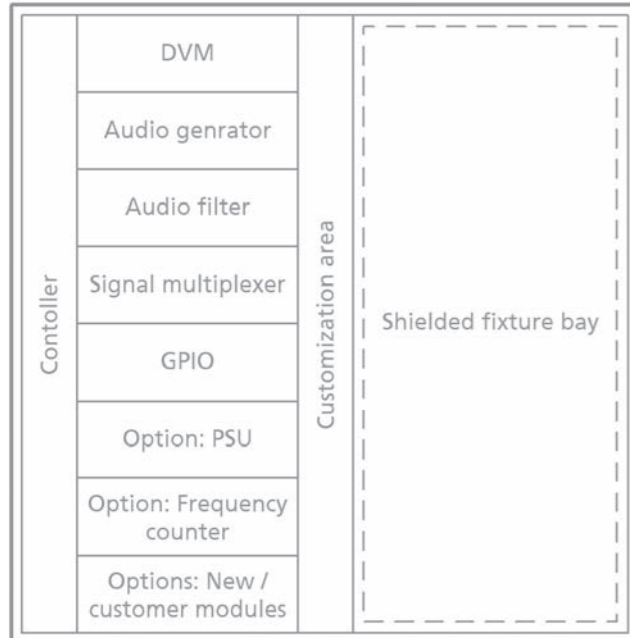 Contoller
DVM
Audio genrator
Audio filter
Signal multiplexer
GPIO
Option: PSU
Option: Frequency
counter
Options: New /
customer modules
Customization area
Shielded fixture bay